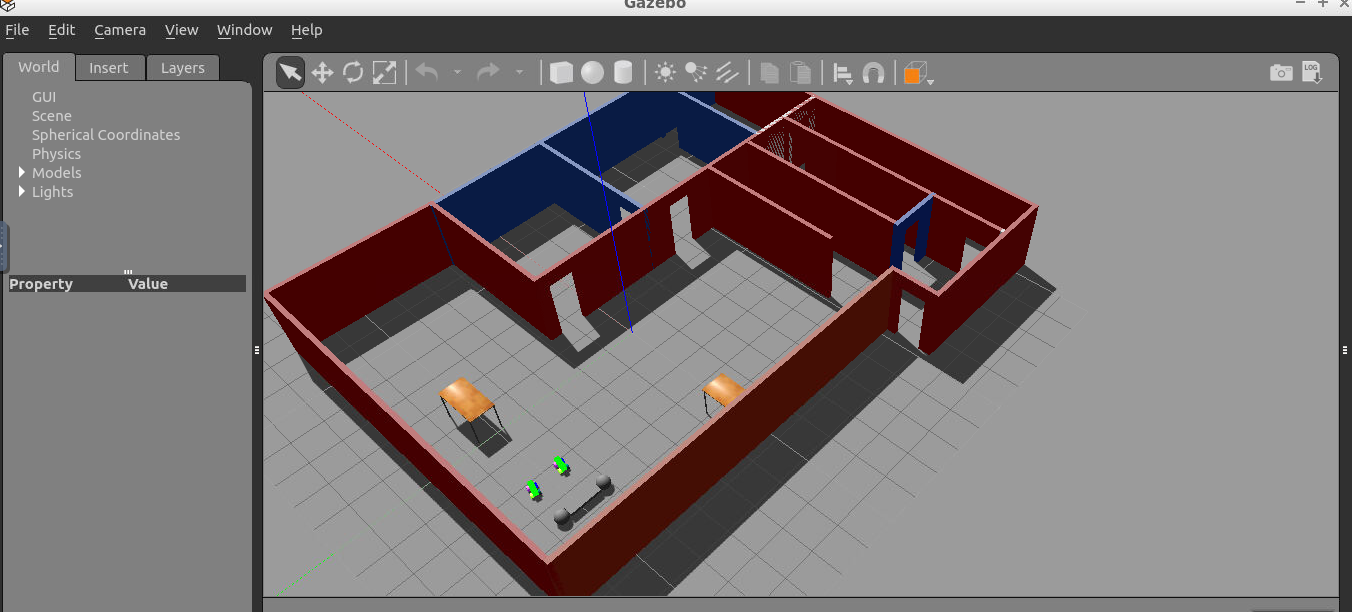 Gazebo
File Edit Camera View Window Help
World Insert Layers
LOG
GUI
Scene
Spherical Coordinates
Physics
Models
Lights
Property Value